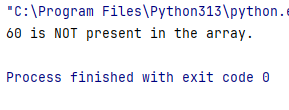 "C:\Program Files\Python313\python.e
60 is NOT present in the array.
Process finished with exit code 0